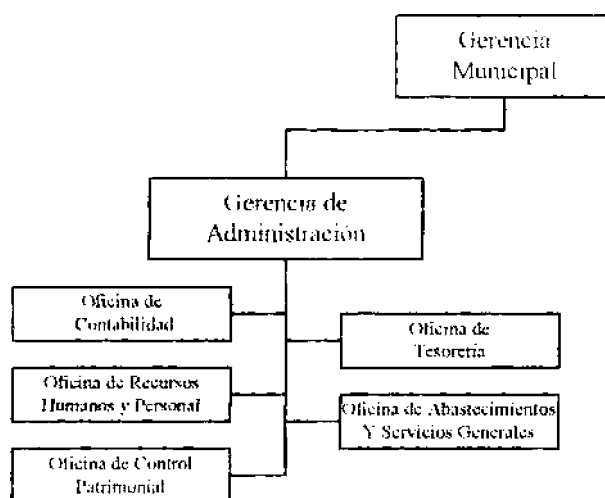 Gerencia
Municipal
Gerencia de
Administración
Oficina de
Contabilidad
Oficina de
Tesorería
Oficina de Recursos
Humanos y Personal
Oficina de Abastecimientos
Y Servicios Generales
Oficina de Control
Patrimonial